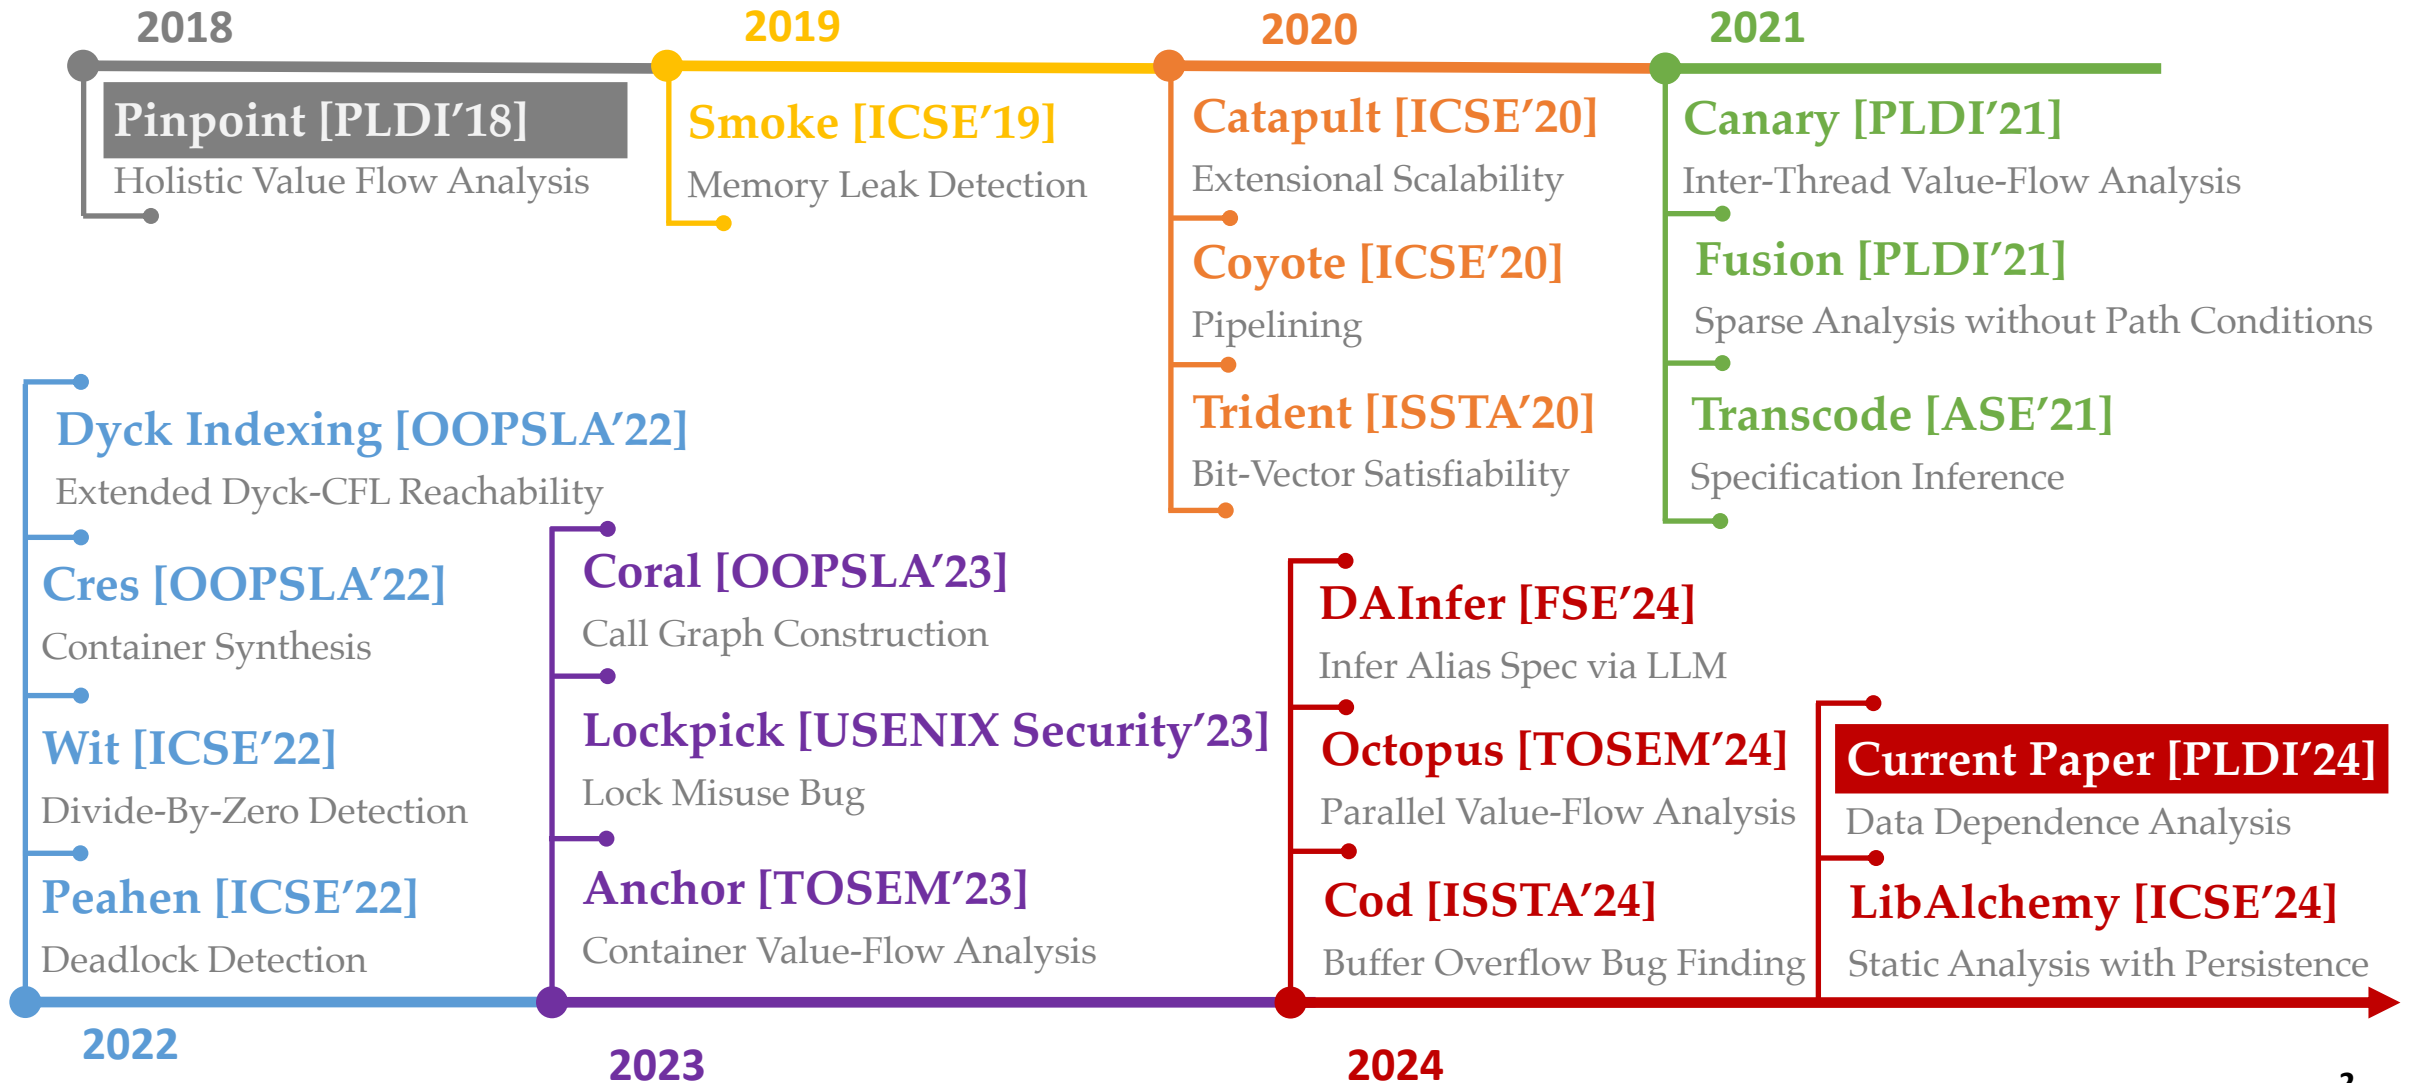 2018
Pinpoint [PLDI’18]
Holistic Value Flow Analysis
2019
Smoke [ICSE’19]
Memory Leak Detection
2020
Catapult [ICSE’20]
Extensional Scalability
Coyote [ICSE’20]
Pipelining
Trident [ISSTA’20]
Bit-Vector Satisfiability
2021
Canary [PLDI’21]
Inter-Thread Value-Flow Analysis
Fusion [PLDI’21]
Sparse Analysis without Path Conditions
Transcode [ASE’21]
Specification Inference
Dyck Indexing [OOPSLA’22]
Extended Dyck-CFL Reachability
Cres [OOPSLA’22]
Container Synthesis
Wit [ICSE’22]
Divide-By-Zero Detection
Peahen [ICSE’22]
Deadlock Detection
2022
Coral [OOPSLA’23]
Call Graph Construction
Lockpick [USENIX Security’23]
Lock Misuse Bug
Anchor [TOSEM’23]
Container Value-Flow Analysis
2023
DAInfer [FSE’24]
Infer Alias Spec via LLM
Octopus [TOSEM’24]
Parallel Value-Flow Analysis
Cod [ISSTA’24]
Buffer Overflow Bug Finding
Current Paper [PLDI’24]
Data Dependence Analysis
LibAlchemy [ICSE’24]
Static Analysis with Persistence
2024